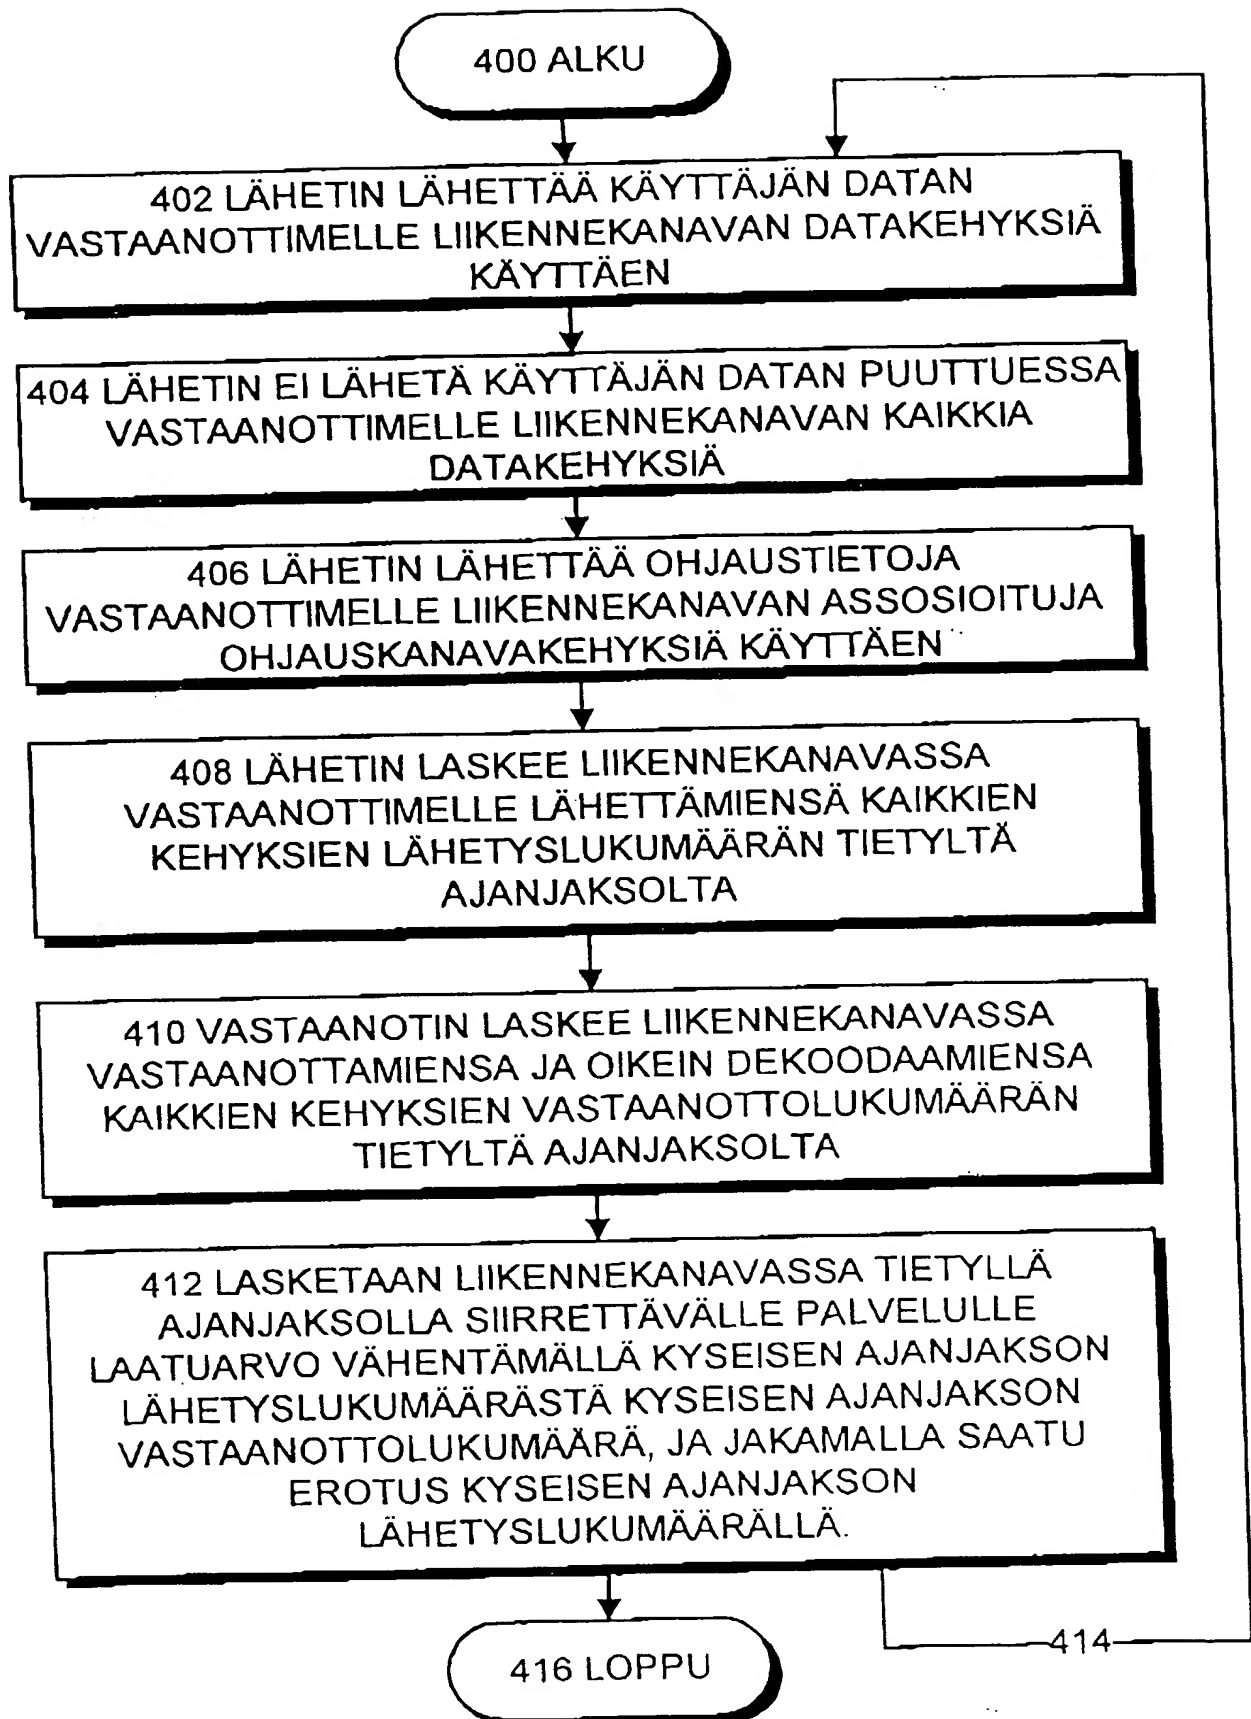 400 ALKU
402 LÄHETIN LÄHETTÄÄ KÄYTTÄJÄN DATAN
VASTAANOTTIMELLE LIIKENNEKANAVAN DATAKEHYKSIÄ
KÄYTTÄEN
404 LÄHETIN EI LÄHETÄ KÄYTTÄJÄN DATAN PUUTTUESSA
VASTAANOTTIMELLE LIIKENNEKANAVAN KAIKKIA
DATAKEHYKSIÄ
406 LÄHETIN LÄHETTÄÄ OHJAUSTIETOJA
VASTAANOTTIMELLE LIIKENNEKANAVAN ASSOSIOITUJA
OHJAUSKANAVAKEHYKSIÄ KÄYTTÄEN
408 LÄHETIN LASKEE LIIKENNEKANAVASSA
VASTAANOTTIMELLE LÄHETTÄMIENSÄ KAIKKIEN
KEHYKSIEN LÄHETYSLUKUMÄÄRÄN TIETYLTÄ
AJANJAKSOLTA
410 VASTAANOTIN LASKEE LIIKENNEKANAVASSA
VASTAANOTTAMIENSA JA OIKEIN DEKOODAAMIENSA
KAIKKIEN KEHYKSIEN VASTAANOTTOLUKUMÄÄRÄN
TIETYLTÄ AJANJAKSOLTA
412 LASKETAAN LIIKENNEKANAVASSA TIETYLLÄ
AJANJAKSOLLA SIIRRETTÄVÄLLE PALVELULLE
LAATUARVO VÄHENTÄMÄLLÄ KYSEISEN AJANJAKSON
LÄHETYSLUKUMÄÄRÄSTÄ KYSEISEN AJANJAKSON
VASTAANOTTOLUKUMÄÄRÄ, JA JAKAMALLA SAATU
EROTUS KYSEISEN AJANJAKSON
LÄHETYSLUKUMÄÄRÄLLÄ.
414
416 LOPPU